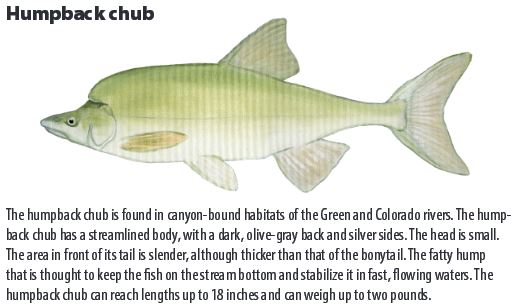 Humpback chub
The humpback chub is found in canyon-bound habitats of the Green and Colorado rivers. The hump-
back chub has a streamlined body, with a dark, olive-gray back and silver sides. The head is small.
The area in front of its tail is slender, although thicker than that of the bonytail. The fatty hump
that is thought to keep the fish on the stream bottom and stabilize it in fast, flowing waters. The
humpback chub can reach lengths up to 18 inches and can weigh up to two pounds.